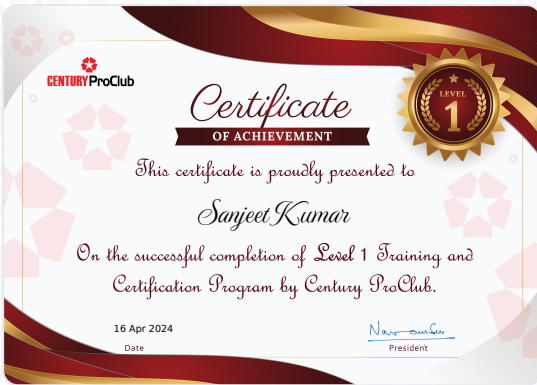 CENTURY ProClub
LEVEL
1
Certificate
OF ACHIEVEMENT
This certificate is proudly presented to
Sanjeet Kumar
On the successful completion of Level 1 Training and
Certification Program by Century ProClub.
16 Apr 2024
Date
President